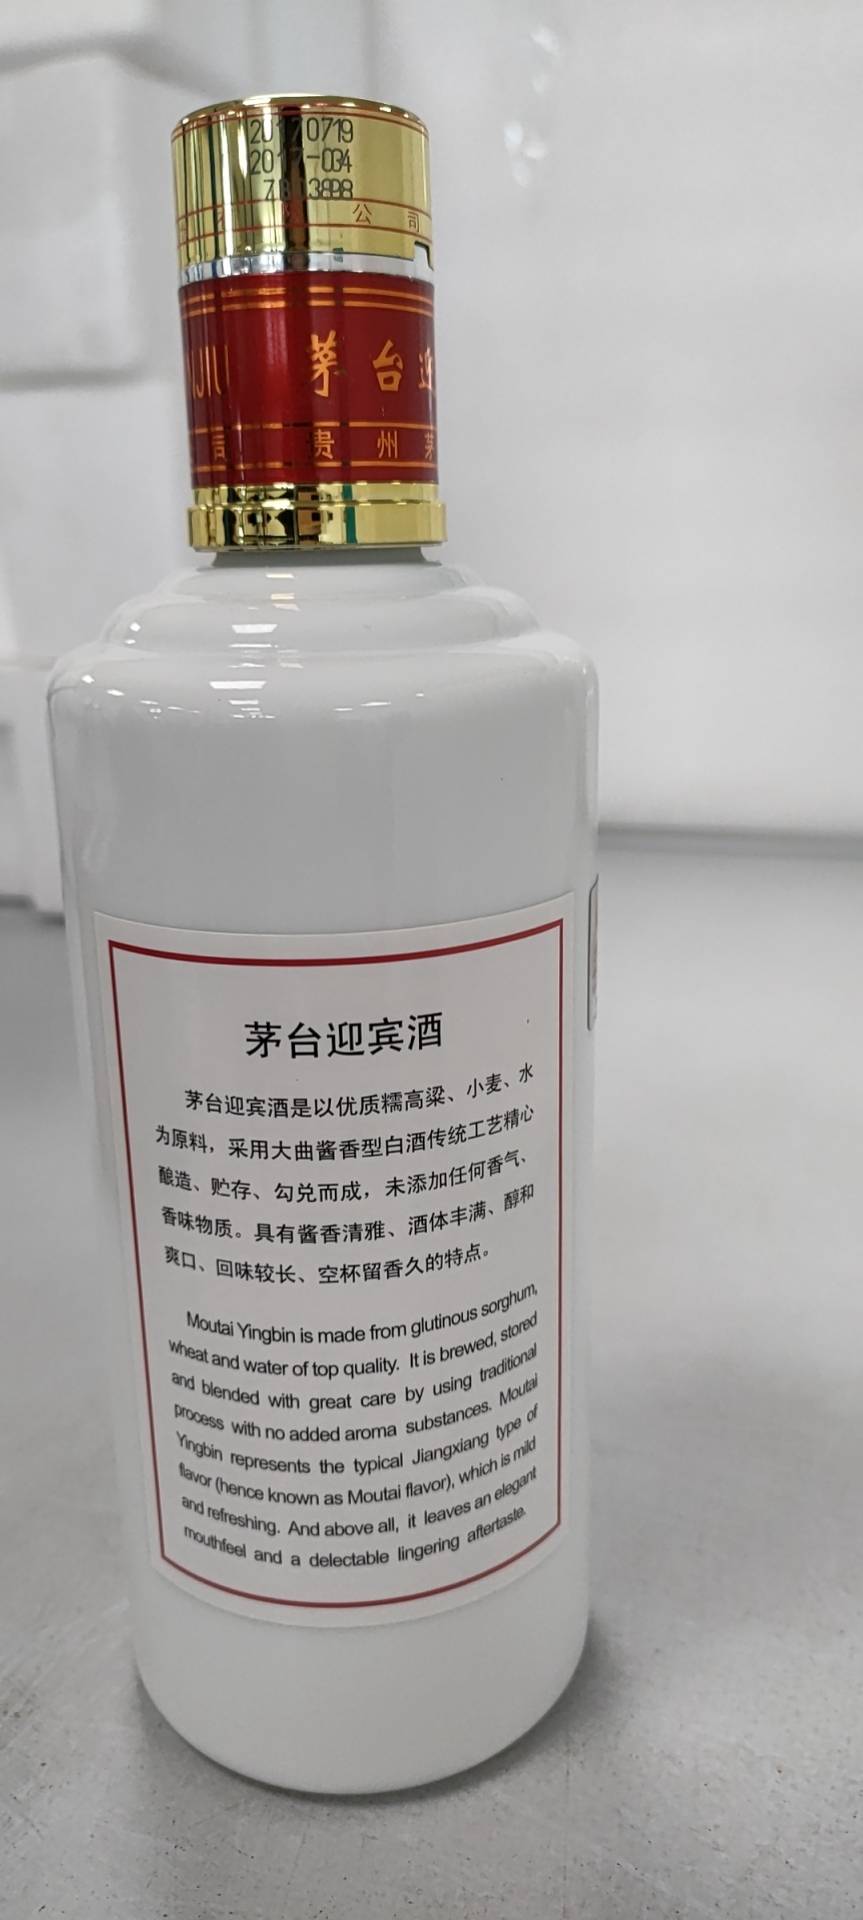 20170719
2017-034
公司
JIU 茅台迎
司 贵州茅
茅台迎宾酒
茅台迎宾酒是以优质糯高粱、小麦、水
为原料，采用大曲酱香型白酒传统工艺精心
酿造、贮存、勾兑而成，未添加任何香气、
香味物质。具有酱香清雅、酒体丰满、醇和
爽口、回味较长、空杯留香久的特点。
Moutai Yingbin is made from glutinous sorghum,
wheat and water of top quality. It is brewed, stored
and blended with great care by using traditional
process with no added aroma substances. Moutai
Yingbin represents the typical Jiangxiang type of
flavor (hence known as Moutai flavor), which is mild
and refreshing. And above all, it leaves an elegant
mouthfeel and a delectable lingering aftertaste.